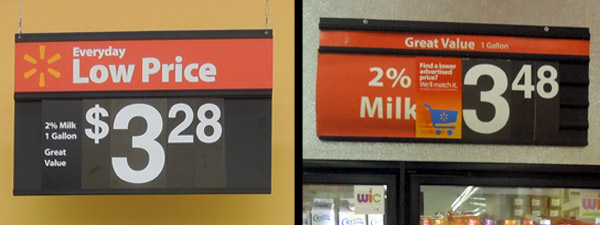 Everyday
Low Price
2% Milk
1 Gallon
Great
Value
$3 28
Great Value 1 Gallon
2%
Milk
Find a lower
advertised
price?
We'll match it.
3 48
wic